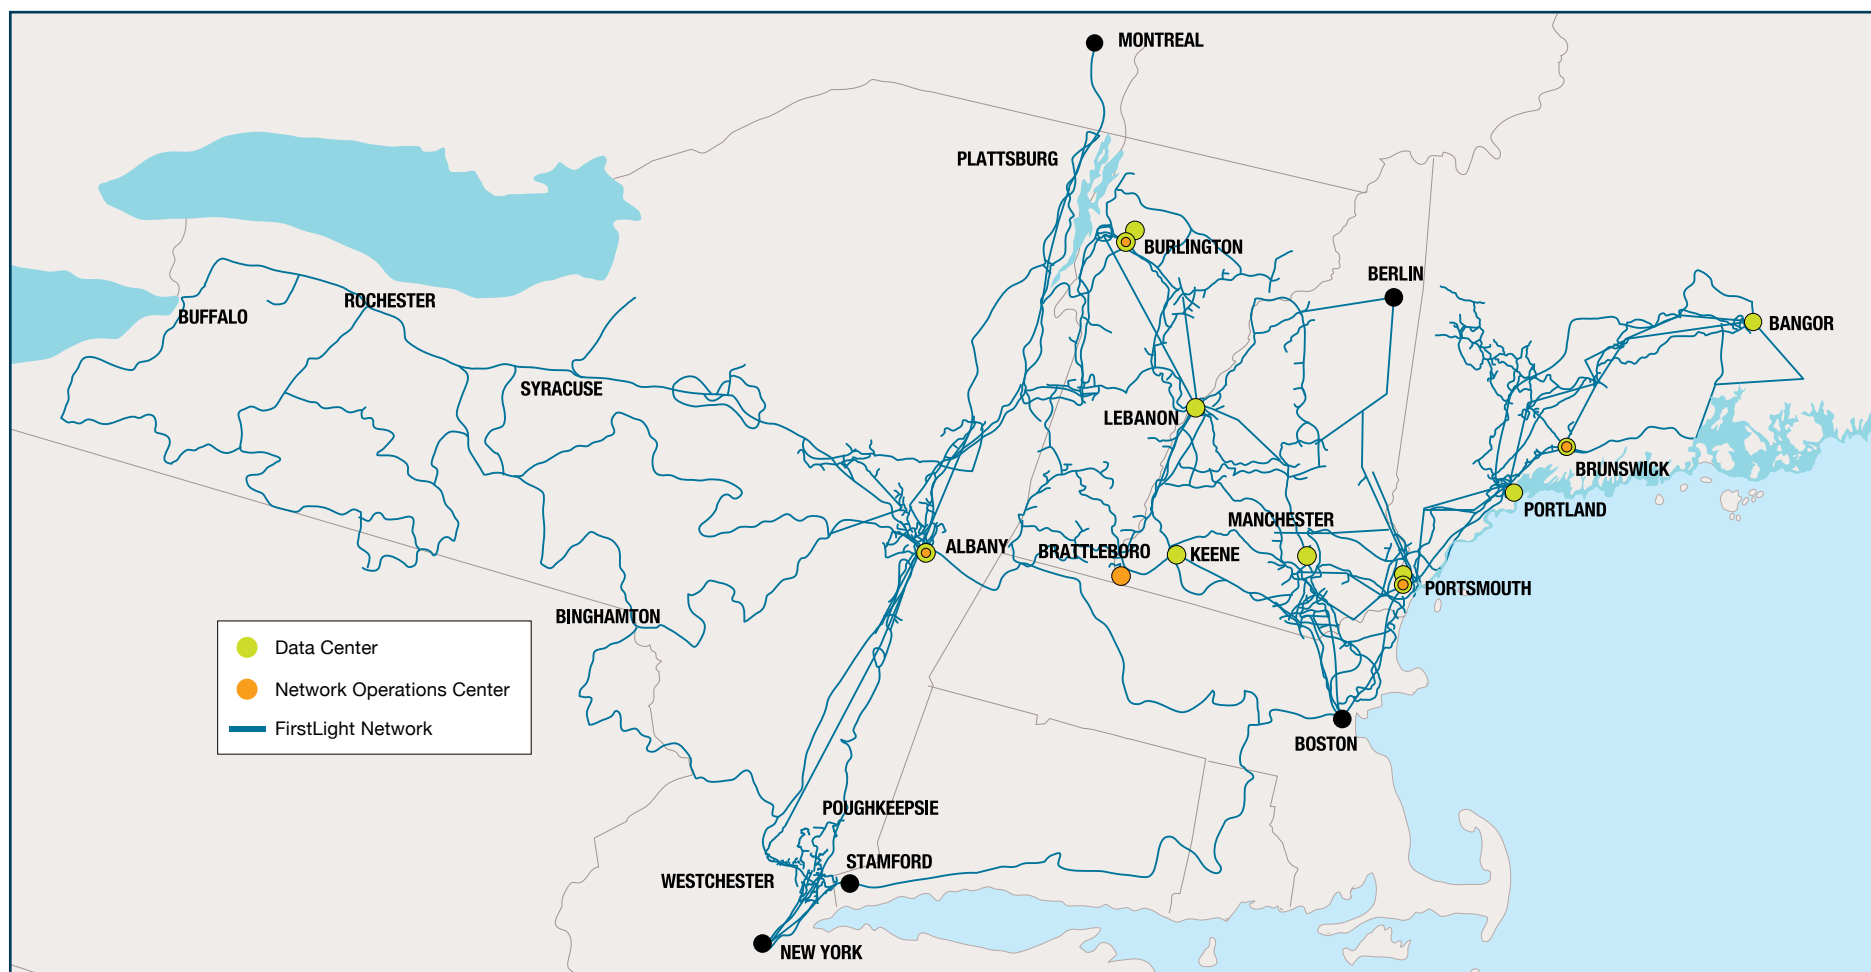 MONTREAL
PLATTSBURG
BURLINGTON
BERLIN
ROCHESTER
BUFFALO
BANGOR
SYRACUSE
LEBANON
BRUNSWICK
PORTLAND
MANCHESTER
ALBANY
BRATTLEBORO
KEENE
PORTSMOUTH
BINGHAMTON
Data Center
Network Operations Center
FirstLight Network
BOSTON
POUGHKEEPSIE
STAMFORD
WESTCHESTER
NEW YORK